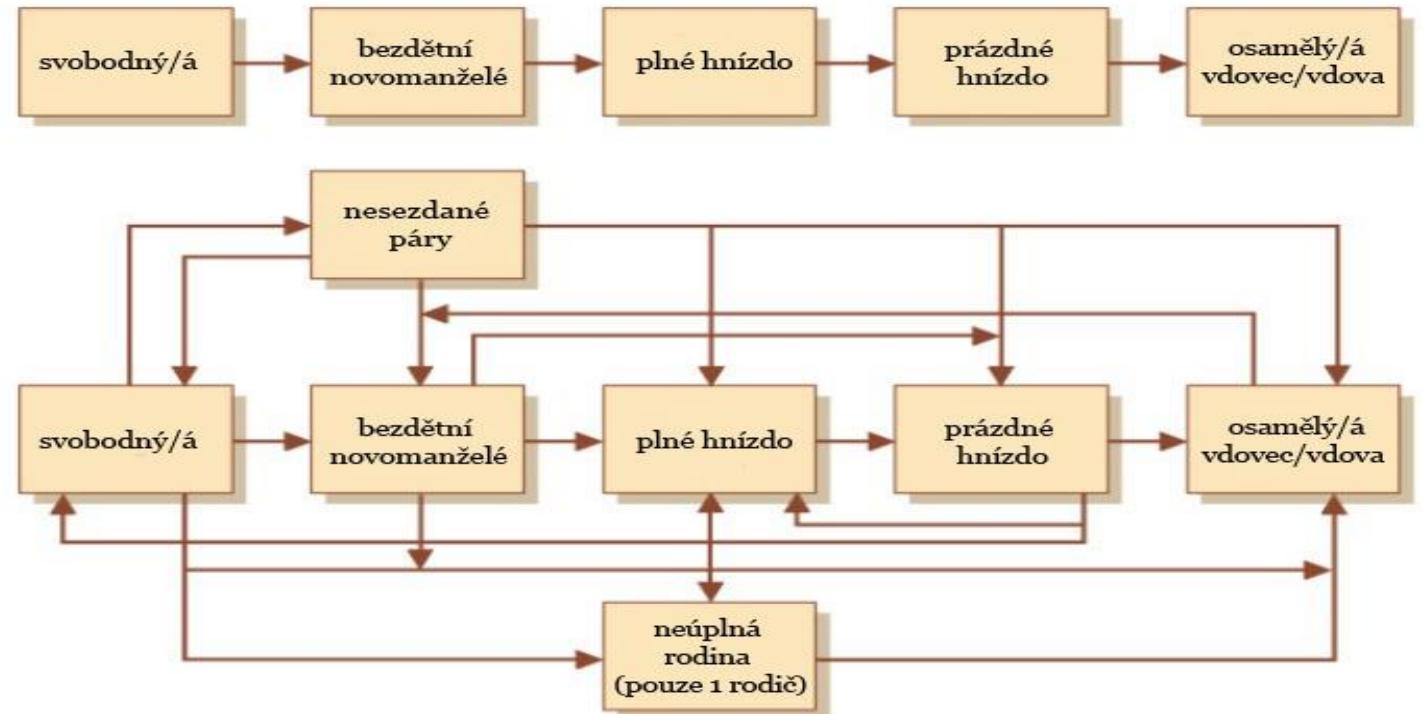 svobodný/á
bezdětní
novomanželé
plné hnízdo
prázdné
hnízdo
osamělý/á
vdovec/vdova
nesezdané
páry
svobodný/á
bezdětní
novomanželé
plné hnízdo
prázdné
hnízdo
osamělý/á
vdovec/vdova
neúplná
rodina
(pouze 1 rodič)